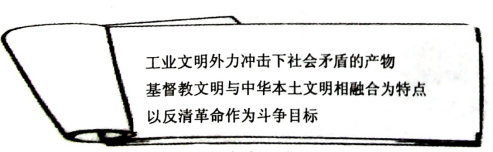 工业文明外力冲击下社会矛盾的产物
基督教文明与中华本土文明相融合为特点
以反清革命作为斗争目标